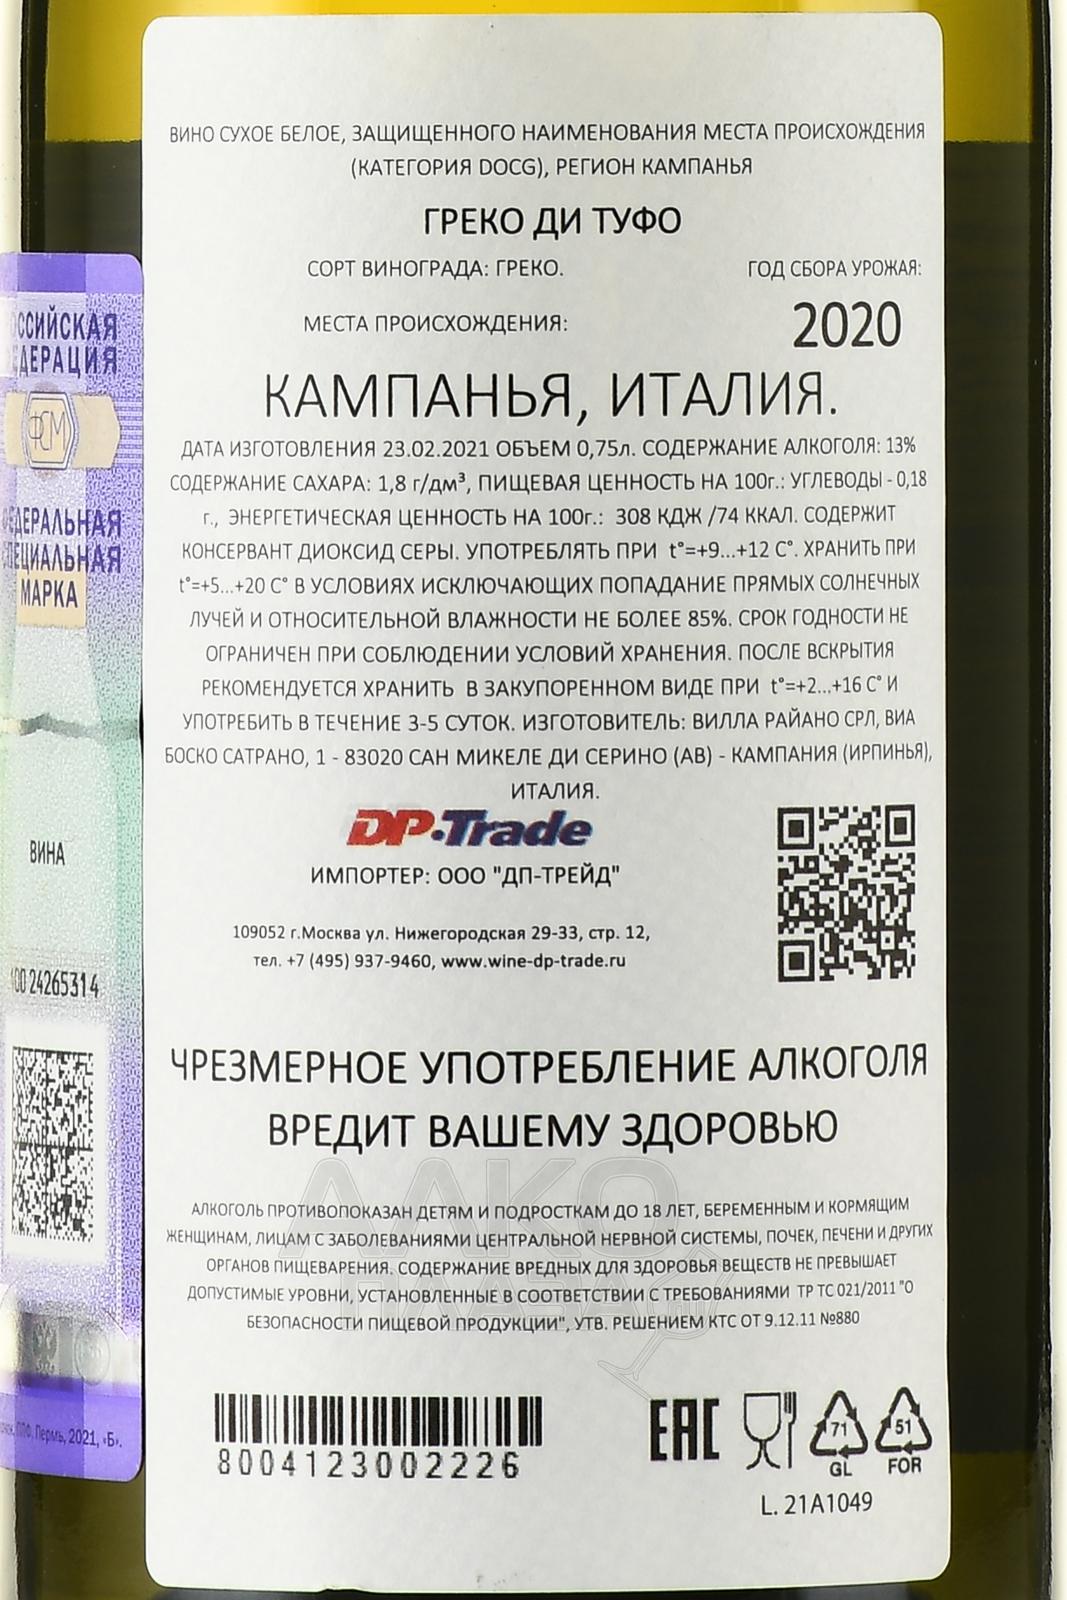 ВИНО СУХОЕ БЕЛОЕ, ЗАЩИЩЕННОГО НАИМЕНОВАНИЯ МЕСТА ПРОИСХОЖДЕНИЯ
(КАТЕГОРИЯ DOCG), РЕГИОН КАМПАНЬЯ
ГРЕКО ДИ ТУФО
СОРТ ВИНОГРАДА: ГРЕКО.
ГОД СБОРА УРОЖАЯ:
МЕСТА ПРОИСХОЖДЕНИЯ:
2020
КАМПАНЬЯ, ИТАЛИЯ.
ДАТА ИЗГОТОВЛЕНИЯ 23.02.2021 ОБЪЕМ 0,75л. СОДЕРЖАНИЕ АЛКОГОЛЯ: 13%
СОДЕРЖАНИЕ САХАРА: 1,8 г/дм³, ПИЩЕВАЯ ЦЕННОСТЬ НА 100г.: УГЛЕВОДЫ - 0,18
г., ЭНЕРГЕТИЧЕСКАЯ ЦЕННОСТЬ НА 100г.: 308 КДЖ /74 ККАЛ. СОДЕРЖИТ
КОНСЕРВАНТ ДИОКСИД СЕРЫ. УПОТРЕБЛЯТЬ ПРИ t°=+9...+12 C°. ХРАНИТЬ ПРИ
t°=+5...+20 C° В УСЛОВИЯХ ИСКЛЮЧАЮЩИХ ПОПАДАНИЕ ПРЯМЫХ СОЛНЕЧНЫХ
ЛУЧЕЙ И ОТНОСИТЕЛЬНОЙ ВЛАЖНОСТИ НЕ БОЛЕЕ 85%. СРОК ГОДНОСТИ НЕ
ОГРАНИЧЕН ПРИ СОБЛЮДЕНИИ УСЛОВИЙ ХРАНЕНИЯ. ПОСЛЕ ВСКРЫТИЯ
РЕКОМЕНДУЕТСЯ ХРАНИТЬ В ЗАКУПОРЕННОМ ВИДЕ ПРИ t°=+2...+16 C° И
УПОТРЕБИТЬ В ТЕЧЕНИЕ 3-5 СУТОК. ИЗГОТОВИТЕЛЬ: ВИЛЛА РАЙАНО СРЛ, ВИА
БОСКО САТРАНО, 1 - 83020 САН МИКЕЛЕ ДИ СЕРИНО (АВ) - КАМПАНИЯ (ИРПИНЬЯ),
ИТАЛИЯ.
DP·Trade
ИМПОРТЕР: ООО "ДП-ТРЕЙД"
109052 г.Москва ул. Нижегородская 29-33, стр. 12,
тел. +7 (495) 937-9460, www.wine-dp-trade.ru
ЧРЕЗМЕРНОЕ УПОТРЕБЛЕНИЕ АЛКОГОЛЯ
ВРЕДИТ ВАШЕМУ ЗДОРОВЬЮ
АЛКОГОЛЬ ПРОТИВОПОКАЗАН ДЕТЯМ И ПОДРОСТКАМ ДО 18 ЛЕТ, БЕРЕМЕННЫМ И КОРМЯЩИМ
ЖЕНЩИНАМ, ЛИЦАМ С ЗАБОЛЕВАНИЯМИ ЦЕНТРАЛЬНОЙ НЕРВНОЙ СИСТЕМЫ, ПОЧЕК, ПЕЧЕНИ И ДРУГИХ
ОРГАНОВ ПИЩЕВАРЕНИЯ. СОДЕРЖАНИЕ ВРЕДНЫХ ДЛЯ ЗДОРОВЬЯ ВЕЩЕСТВ НЕ ПРЕВЫШАЕТ
ДОПУСТИМЫЕ УРОВНИ, УСТАНОВЛЕННЫЕ В СООТВЕТСТВИИ С ТРЕБОВАНИЯМИ ТР ТС 021/2011 "О
БЕЗОПАСНОСТИ ПИЩЕВОЙ ПРОДУКЦИИ", УТВ. РЕШЕНИЕМ КТС ОТ 9.12.11 №880
8004123002226
EAC
71
GL
51
FOR
L. 21A1049
ССИЙСКАЯ
ДЕРАЦИЯ
ФСМ
ДЕРАЛЬНАЯ
ЕЦИАЛЬНАЯ
МАРКА
ВИНА
00 24265314
Пермь, 2021, «Б».
АЛКО
ПЛАЗА